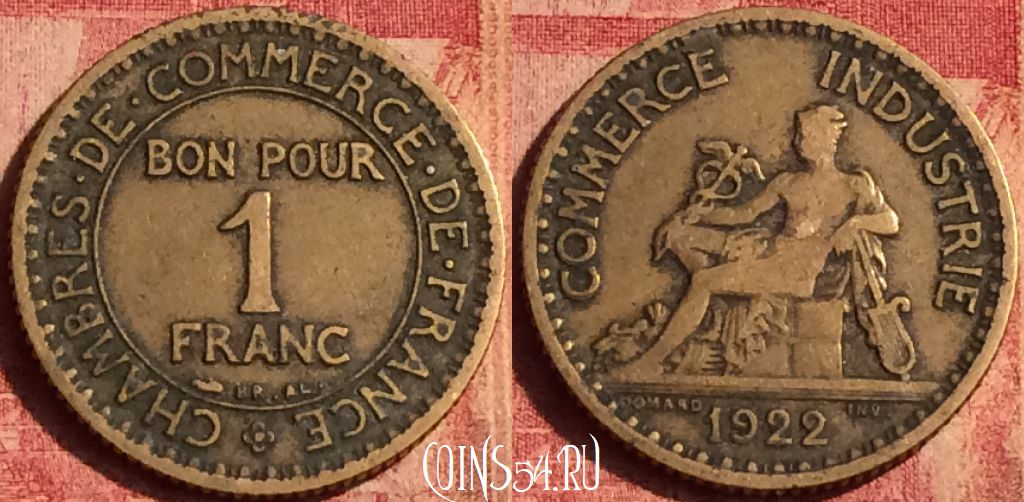 CHAMBRES·DE·COMMERCE·DE·FRANCE
BON POUR
1
FRANC
BR.AL.
COMMERCE INDUSTRIE
DOMARD INV.
1922
COINS54.RU